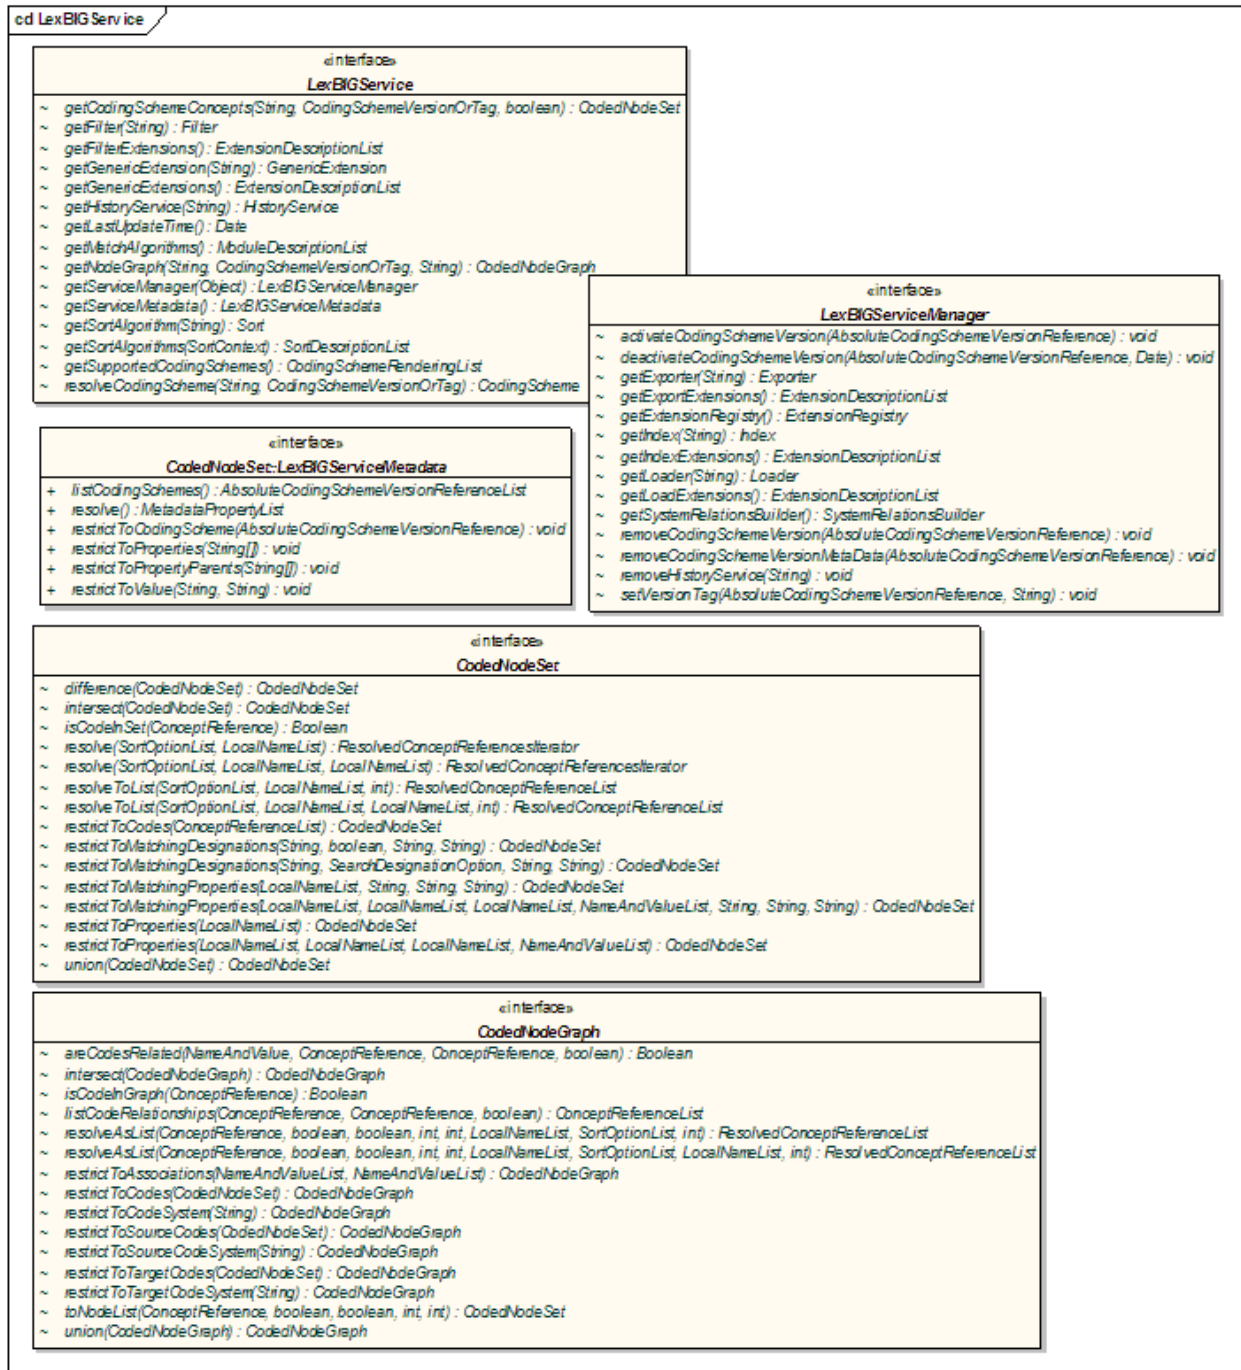 cd LexBIGService
«interface»
LexBIGService
~ getCodingSchemeConcepts(String, CodingSchemeVersionOrTag, boolean) : CodedNodeSet
~ getFilter(String) : Filter
~ getFilterExtensions() : ExtensionDescriptionList
~ getGenericExtension(String) : GenericExtension
~ getGenericExtensions() : ExtensionDescriptionList
~ getHistoryService(String) : HistoryService
~ getLastUpdateTime() : Date
~ getMatchAlgorithms() : ModuleDescriptionList
~ getNodeGraph(String, CodingSchemeVersionOrTag, String) : CodedNodeGraph
~ getServiceManager(Object) : LexBIGServiceManager
~ getServiceMetadata() : LexBIGServiceMetadata
~ getSortAlgorithm(String) : Sort
~ getSortAlgorithms(SortContext) : SortDescriptionList
~ getSupportedCodingSchemes() : CodingSchemeRenderingList
~ resolveCodingScheme(String, CodingSchemeVersionOrTag) : CodingScheme
«interface»
LexBIGServiceManager
~ activateCodingSchemeVersion(AbsoluteCodingSchemeVersionReference) : void
~ deactivateCodingSchemeVersion(AbsoluteCodingSchemeVersionReference, Date) : void
~ getExporter(String) : Exporter
~ getExportExtensions() : ExtensionDescriptionList
~ getExtensionRegistry() : ExtensionRegistry
~ getIndex(String) : Index
~ getIndexExtensions() : ExtensionDescriptionList
~ getLoader(String) : Loader
~ getLoadExtensions() : ExtensionDescriptionList
~ getSystemRelationsBuilder() : SystemRelationsBuilder
~ removeCodingSchemeVersion(AbsoluteCodingSchemeVersionReference) : void
~ removeCodingSchemeVersionMetaData(AbsoluteCodingSchemeVersionReference) : void
~ removeHistoryService(String) : void
~ setVersionTag(AbsoluteCodingSchemeVersionReference, String) : void
«interface»
CodedNodeSet::LexBIGServiceMetadata
+ listCodingSchemes() : AbsoluteCodingSchemeVersionReferenceList
+ resolve() : MetadataPropertyList
+ restrictToCodingScheme(AbsoluteCodingSchemeVersionReference) : void
+ restrictToProperties(String[]) : void
+ restrictToPropertyParents(String[]) : void
+ restrictToValue(String, String) : void
«interface»
CodedNodeSet
~ difference(CodedNodeSet) : CodedNodeSet
~ intersect(CodedNodeSet) : CodedNodeSet
~ isCodeInSet(ConceptReference) : Boolean
~ resolve(SortOptionList, LocalNameList) : ResolvedConceptReferencesIterator
~ resolve(SortOptionList, LocalNameList, LocalNameList) : ResolvedConceptReferencesIterator
~ resolveToList(SortOptionList, LocalNameList, int) : ResolvedConceptReferenceList
~ resolveToList(SortOptionList, LocalNameList, LocalNameList, int) : ResolvedConceptReferenceList
~ restrictToCodes(ConceptReferenceList) : CodedNodeSet
~ restrictToMatchingDesignations(String, boolean, String, String) : CodedNodeSet
~ restrictToMatchingDesignations(String, SearchDesignationOption, String, String) : CodedNodeSet
~ restrictToMatchingProperties(LocalNameList, String, String, String) : CodedNodeSet
~ restrictToMatchingProperties(LocalNameList, LocalNameList, LocalNameList, NameAndValueList, String, String, String) : CodedNodeSet
~ restrictToProperties(LocalNameList) : CodedNodeSet
~ restrictToProperties(LocalNameList, LocalNameList, LocalNameList, NameAndValueList) : CodedNodeSet
~ union(CodedNodeSet) : CodedNodeSet
«interface»
CodedNodeGraph
~ areCodesRelated(NameAndValue, ConceptReference, ConceptReference, boolean) : Boolean
~ intersect(CodedNodeGraph) : CodedNodeGraph
~ isCodeInGraph(ConceptReference) : Boolean
~ listCodeRelationships(ConceptReference, ConceptReference, boolean) : ConceptReferenceList
~ resolveAsList(ConceptReference, boolean, boolean, int, int, LocalNameList, SortOptionList, int) : ResolvedConceptReferenceList
~ resolveAsList(ConceptReference, boolean, boolean, int, int, LocalNameList, SortOptionList, LocalNameList, int) : ResolvedConceptReferenceList
~ restrictToAssociations(NameAndValueList, NameAndValueList) : CodedNodeGraph
~ restrictToCodes(CodedNodeSet) : CodedNodeGraph
~ restrictToCodeSystem(String) : CodedNodeGraph
~ restrictToSourceCodes(CodedNodeSet) : CodedNodeGraph
~ restrictToSourceCodeSystem(String) : CodedNodeGraph
~ restrictToTargetCodes(CodedNodeSet) : CodedNodeGraph
~ restrictToTargetCodeSystem(String) : CodedNodeGraph
~ toNodeList(ConceptReference, boolean, boolean, int, int) : CodedNodeSet
~ union(CodedNodeGraph) : CodedNodeGraph